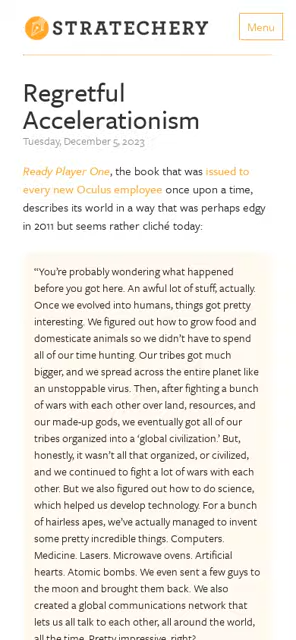 STRATECHERY
Menu
Regretful
Accelerationism
Tuesday, December 5, 2023
Ready Player One, the book that was issued to
every new Oculus employee once upon a time,
describes its world in a way that was perhaps edgy
in 2011 but seems rather cliché today:
“You’re probably wondering what happened
before you got here. An awful lot of stuff, actually.
Once we evolved into humans, things got pretty
interesting. We figured out how to grow food and
domesticate animals so we didn’t have to spend
all of our time hunting. Our tribes got much
bigger, and we spread across the entire planet like
an unstoppable virus. Then, after fighting a bunch
of wars with each other over land, resources, and
our made-up gods, we eventually got all of our
tribes organized into a ‘global civilization.’ But,
honestly, it wasn’t all that organized, or civilized,
and we continued to fight a lot of wars with each
other. But we also figured out how to do science,
which helped us develop technology. For a bunch
of hairless apes, we’ve actually managed to invent
some pretty incredible things. Computers.
Medicine. Lasers. Microwave ovens. Artificial
hearts. Atomic bombs. We even sent a few guys to
the moon and brought them back. We also
created a global communications network that
lets us all talk to each other, all around the world,
all the time. Pretty impressive, right?